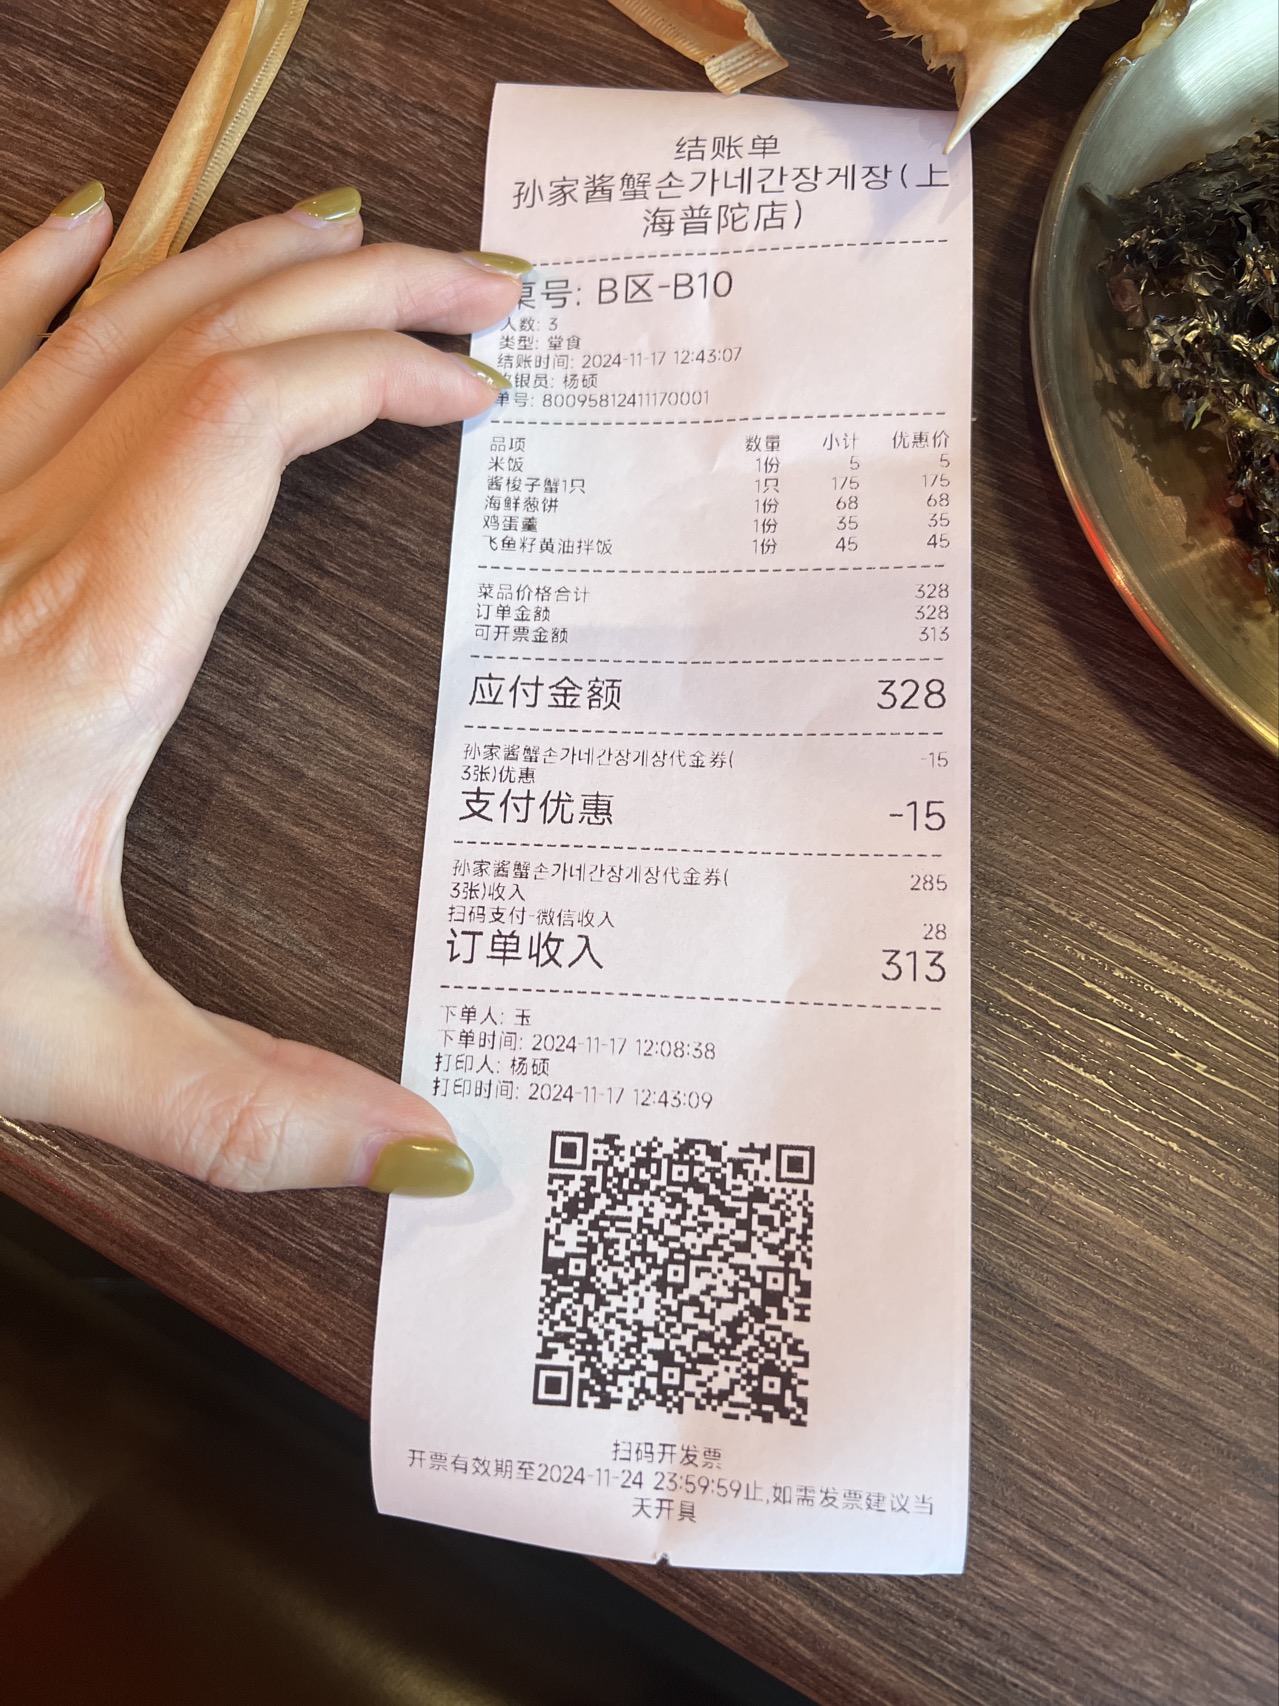 结账单
孙家酱蟹손가네간장게장(上
海普陀店)
桌号: B区-B10
人数: 3
类型: 堂食
结账时间: 2024-11-17 12:43:07
收银员: 杨硕
单号: 80095812411170001
品项 数量 小计 优惠价
米饭 1份 5 5
酱梭子蟹1只 1只 175 175
海鲜葱饼 1份 68 68
鸡蛋羹 1份 35 35
飞鱼籽黄油拌饭 1份 45 45
菜品价格合计 328
订单金额 328
可开票金额 313
应付金额 328
孙家酱蟹손가네간장게장代金券( -15
3张)优惠
支付优惠 -15
孙家酱蟹손가네간장게장代金券( 285
3张)收入
扫码支付-微信收入 28
订单收入 313
下单人: 玉
下单时间: 2024-11-17 12:08:38
打印人: 杨硕
打印时间: 2024-11-17 12:43:09
扫码开发票
开票有效期至2024-11-24 23:59:59止,如需发票建议当
天开具